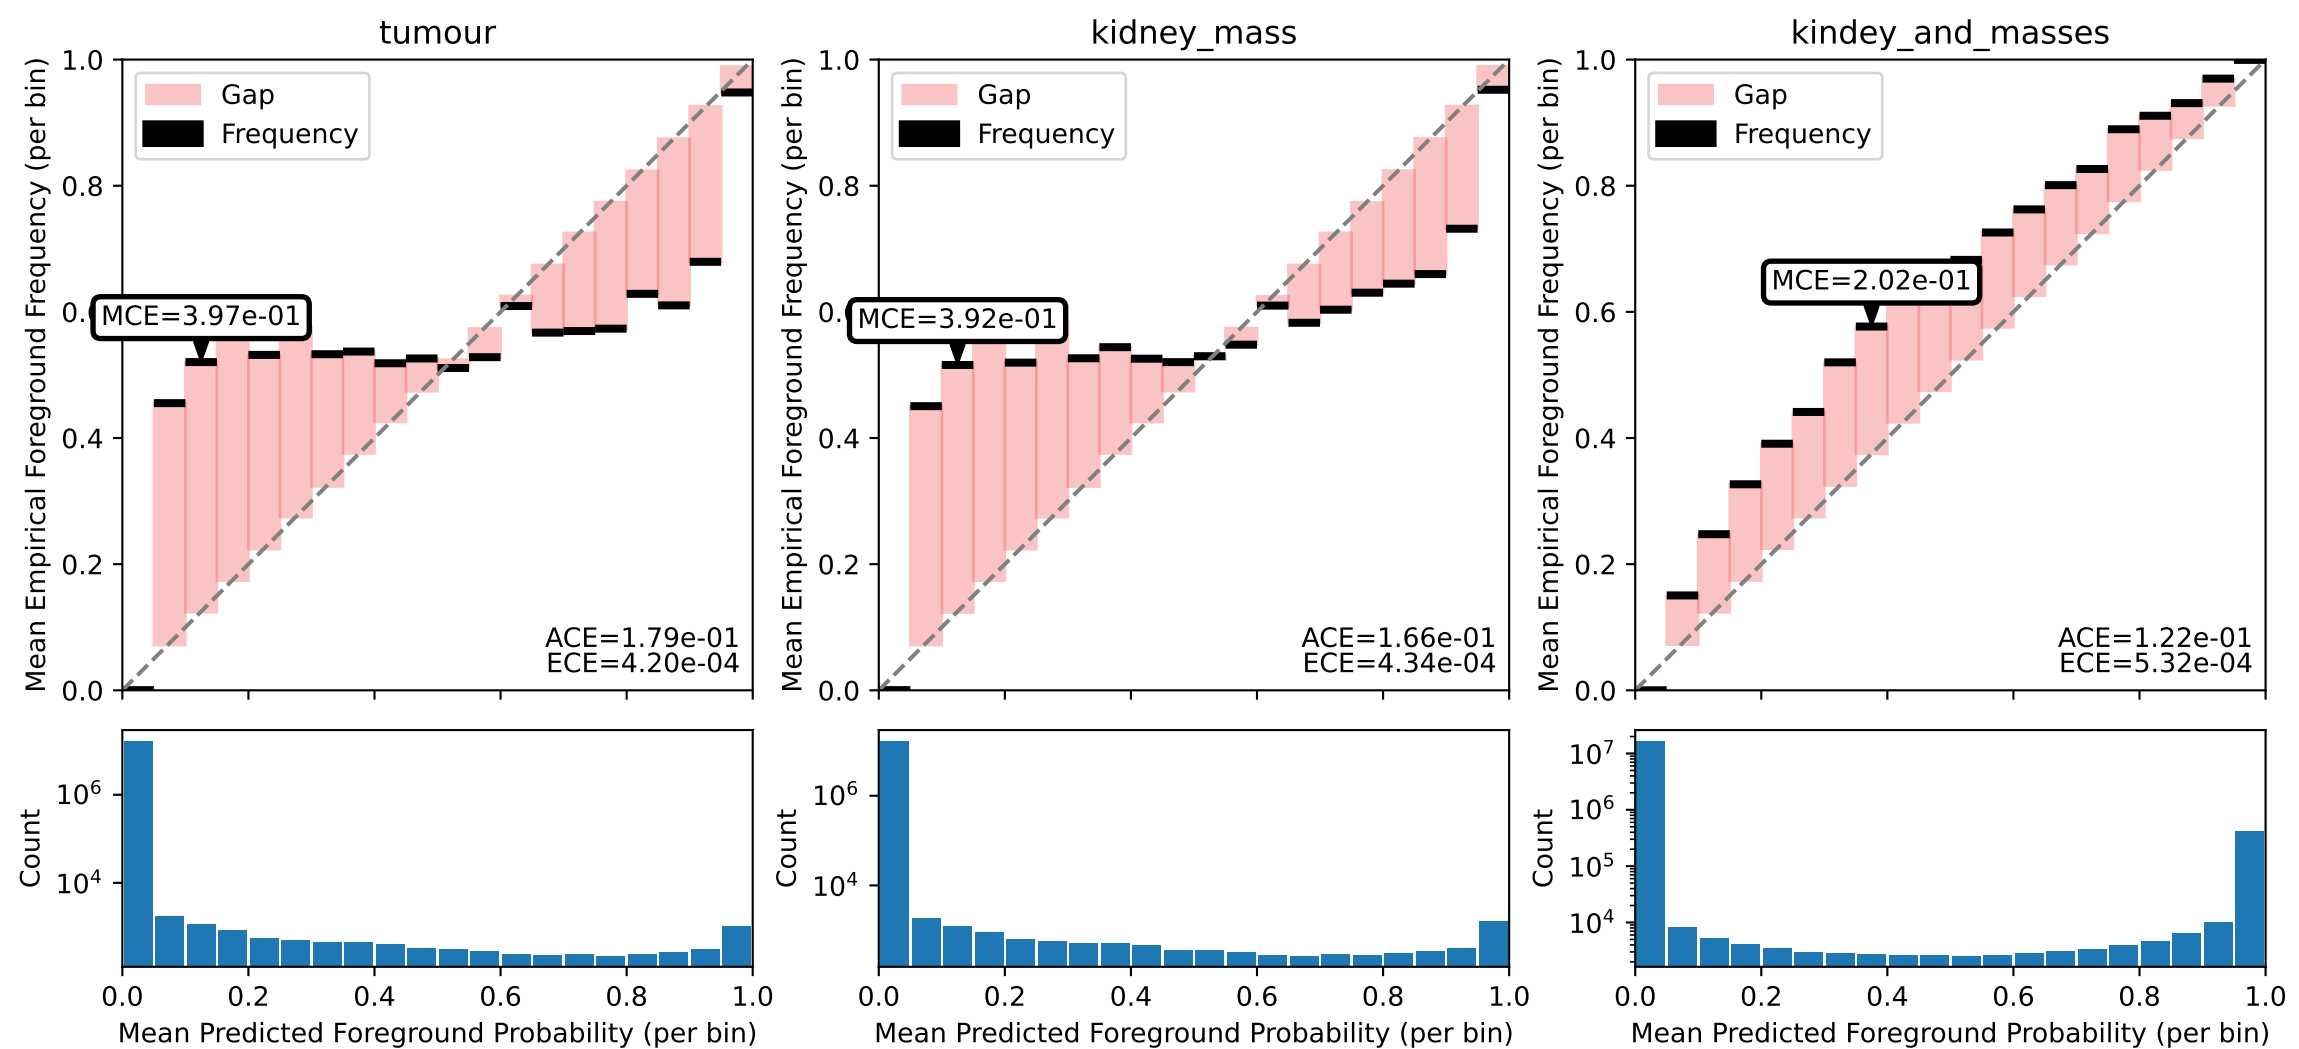 tumour
kidney_mass
kindey_and_masses
Mean Empirical Foreground Frequency (per bin)
1.0
0.8
0.
0.4
0.2
0.0
Gap
Frequency
MCE=3.97e-01
ACE=1.79e-01
ECE=4.20e-04
Mean Empirical Foreground Frequency (per bin)
1.0
0.8
0.
0.4
0.2
0.0
Gap
Frequency
MCE=3.92e-01
ACE=1.66e-01
ECE=4.34e-04
Mean Empirical Foreground Frequency (per bin)
1.0
0.8
0.6
0.4
0.2
0.0
Gap
Frequency
MCE=2.02e-01
ACE=1.22e-01
ECE=5.32e-04
Count
10^6
10^4
0.0 0.2 0.4 0.6 0.8 1.0
Mean Predicted Foreground Probability (per bin)
Count
10^6
10^4
0.0 0.2 0.4 0.6 0.8 1.0
Mean Predicted Foreground Probability (per bin)
Count
10^7
10^6
10^5
10^4
0.0 0.2 0.4 0.6 0.8 1.0
Mean Predicted Foreground Probability (per bin)